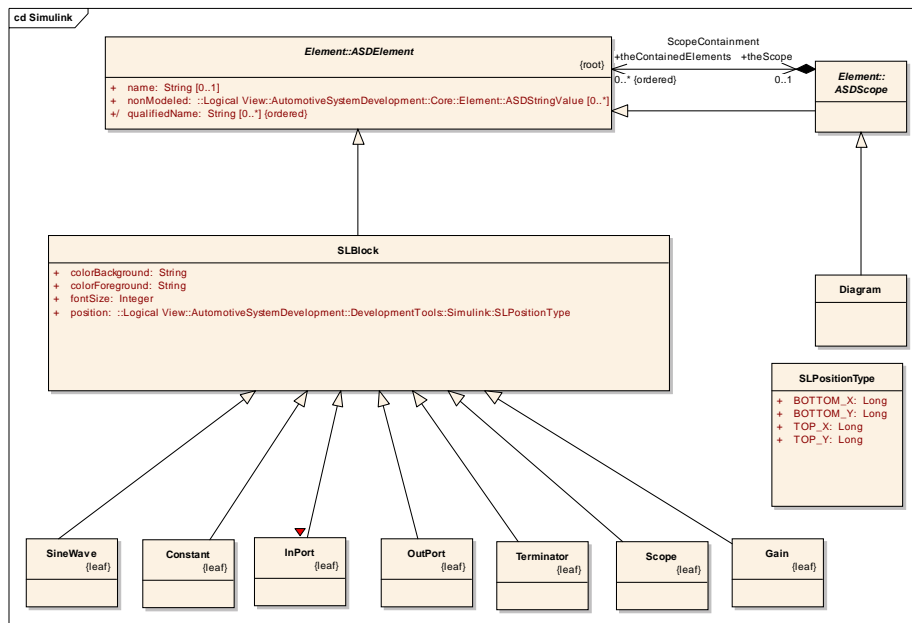 cd Simulink
Element::ASDElement
{root}
+ name: String [0..1]
+ nonModeled: ::Logical View::AutomotiveSystemDevelopment::Core::Element::ASDStringValue [0..*]
+/ qualifiedName: String [0..*] {ordered}
ScopeContainment
+theContainedElements +theScope
0..* {ordered} 0..1
Element::
ASDScope
SLBlock
+ colorBackground: String
+ colorForeground: String
+ fontSize: Integer
+ position: ::Logical View::AutomotiveSystemDevelopment::DevelopmentTools::Simulink::SLPositionType
Diagram
SLPositionType
+ BOTTOM_X: Long
+ BOTTOM_Y: Long
+ TOP_X: Long
+ TOP_Y: Long
SineWave
{leaf}
Constant
{leaf}
InPort
{leaf}
OutPort
{leaf}
Terminator
{leaf}
Scope
{leaf}
Gain
{leaf}